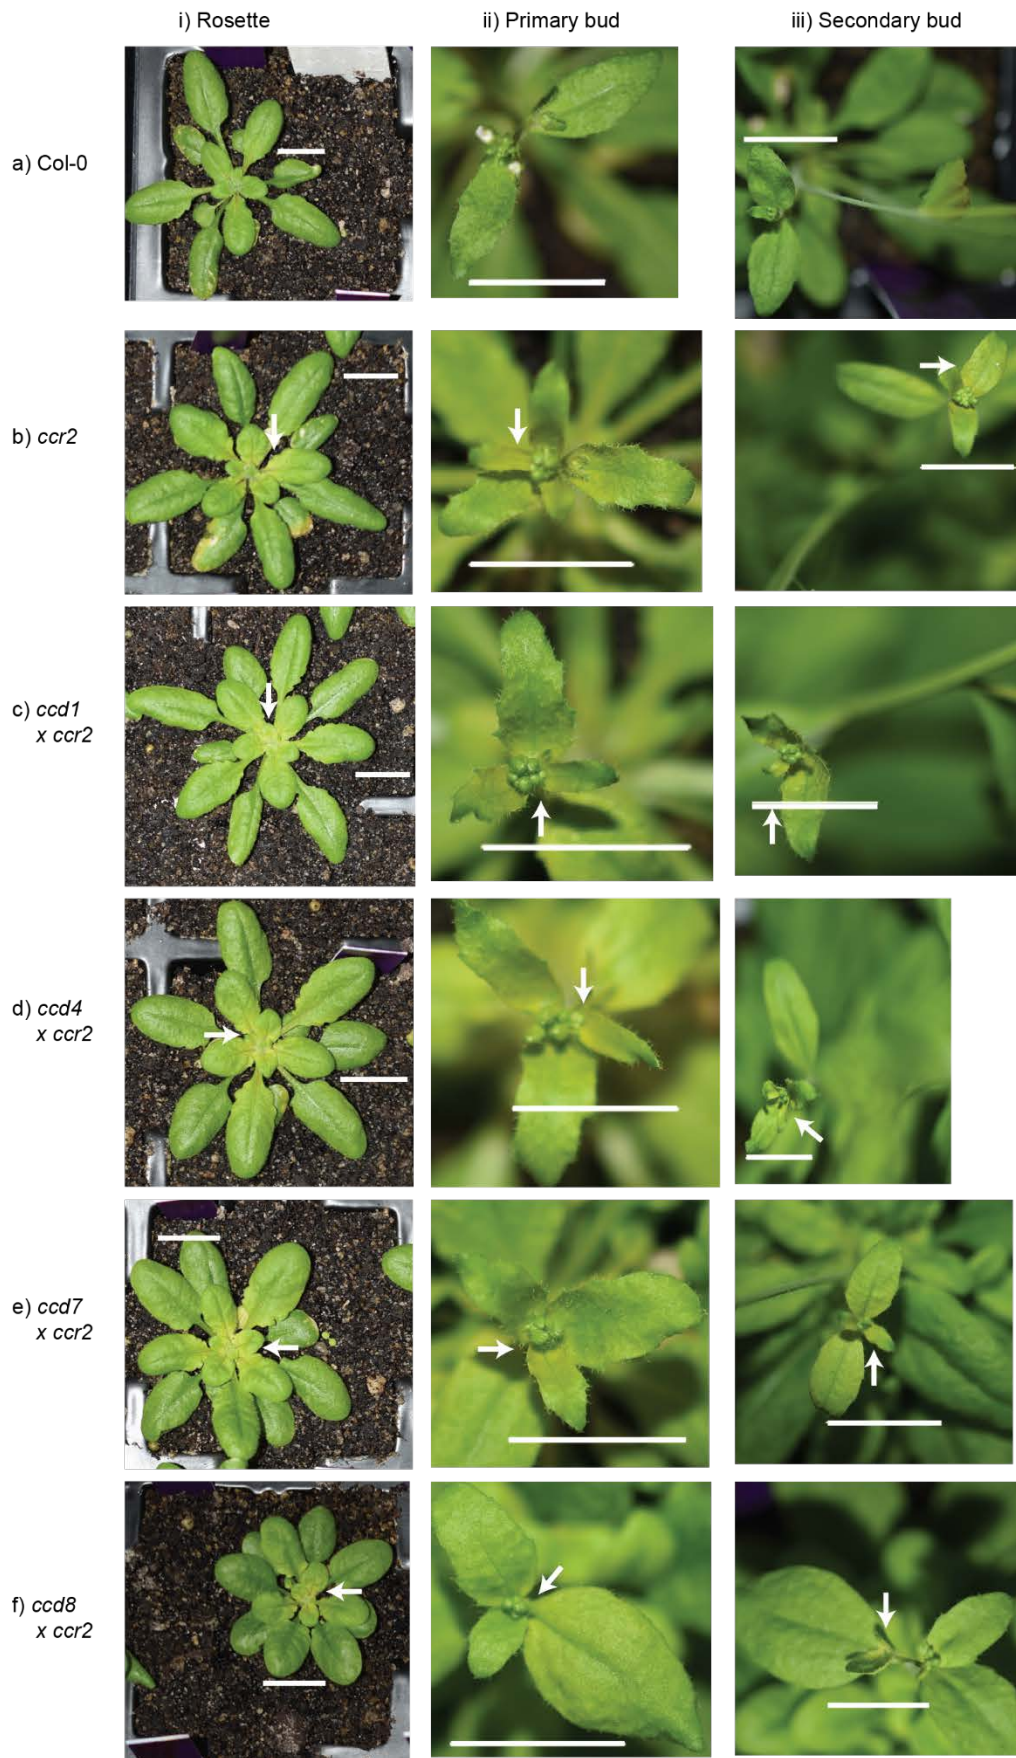 i) Rosette
ii) Primary bud
iii) Secondary bud
a) Col-0
b) ccr2
c) ccd1
x ccr2
d) ccd4
x ccr2
e) ccd7
x ccr2
f) ccd8
x ccr2